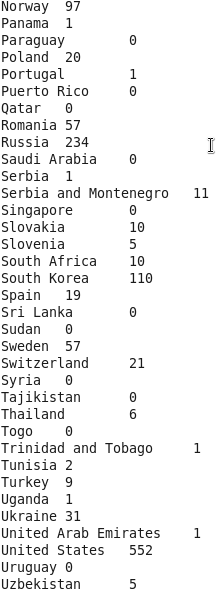 Norway	97
Panama	1
Paraguay	0
Poland	20
Portugal	1
Puerto Rico	0
Qatar	0
Romania	57
Russia	234
Saudi Arabia	0
Serbia	1
Serbia and Montenegro	11
Singapore	0
Slovakia	10
Slovenia	5
South Africa	10
South Korea	110
Spain	19
Sri Lanka	0
Sudan	0
Sweden	57
Switzerland	21
Syria	0
Tajikistan	0
Thailand	6
Togo	0
Trinidad and Tobago	1
Tunisia	2
Turkey	9
Uganda	1
Ukraine	31
United Arab Emirates	1
United States	552
Uruguay	0
Uzbekistan	5